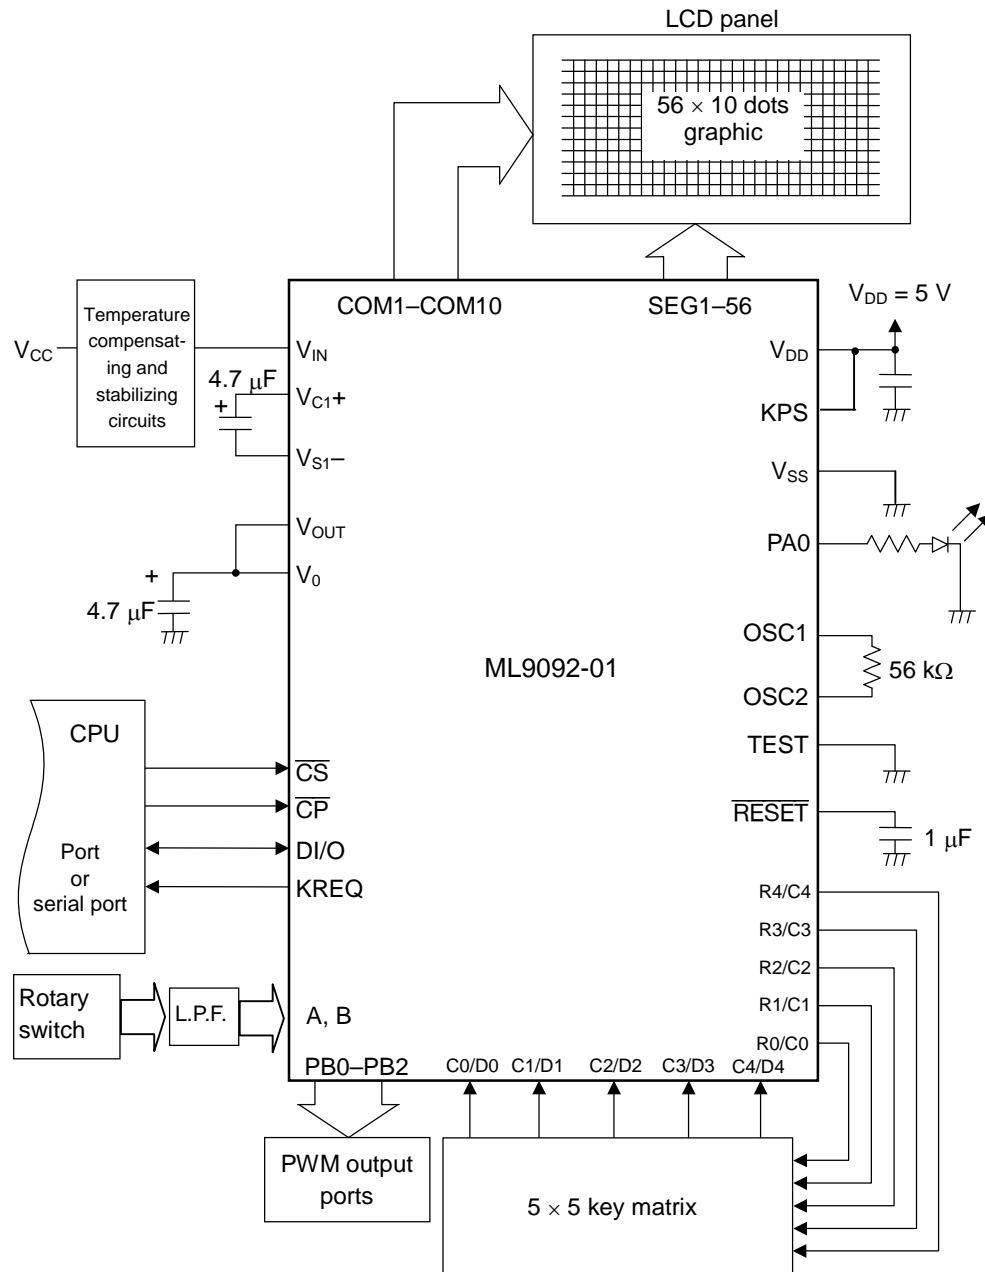 LCD panel
56 × 10 dots
graphic
COM1–COM10
SEG1–56
V_DD = 5 V
Temperature
compensat-
ing and
stabilizing
circuits
V_CC
V_IN
4.7 μF
+
V_C1+
V_S1–
V_OUT
V_0
+
4.7 μF
V_DD
KPS
V_SS
PA0
OSC1
56 kΩ
OSC2
TEST
R̅E̅S̅E̅T̅
1 μF
ML9092-01
CPU
Port
or
serial port
C̅S̅
C̅P̅
DI/O
KREQ
R4/C4
R3/C3
R2/C2
R1/C1
R0/C0
Rotary
switch
L.P.F.
A, B
PB0–PB2
C0/D0
C1/D1
C2/D2
C3/D3
C4/D4
PWM output
ports
5 × 5 key matrix